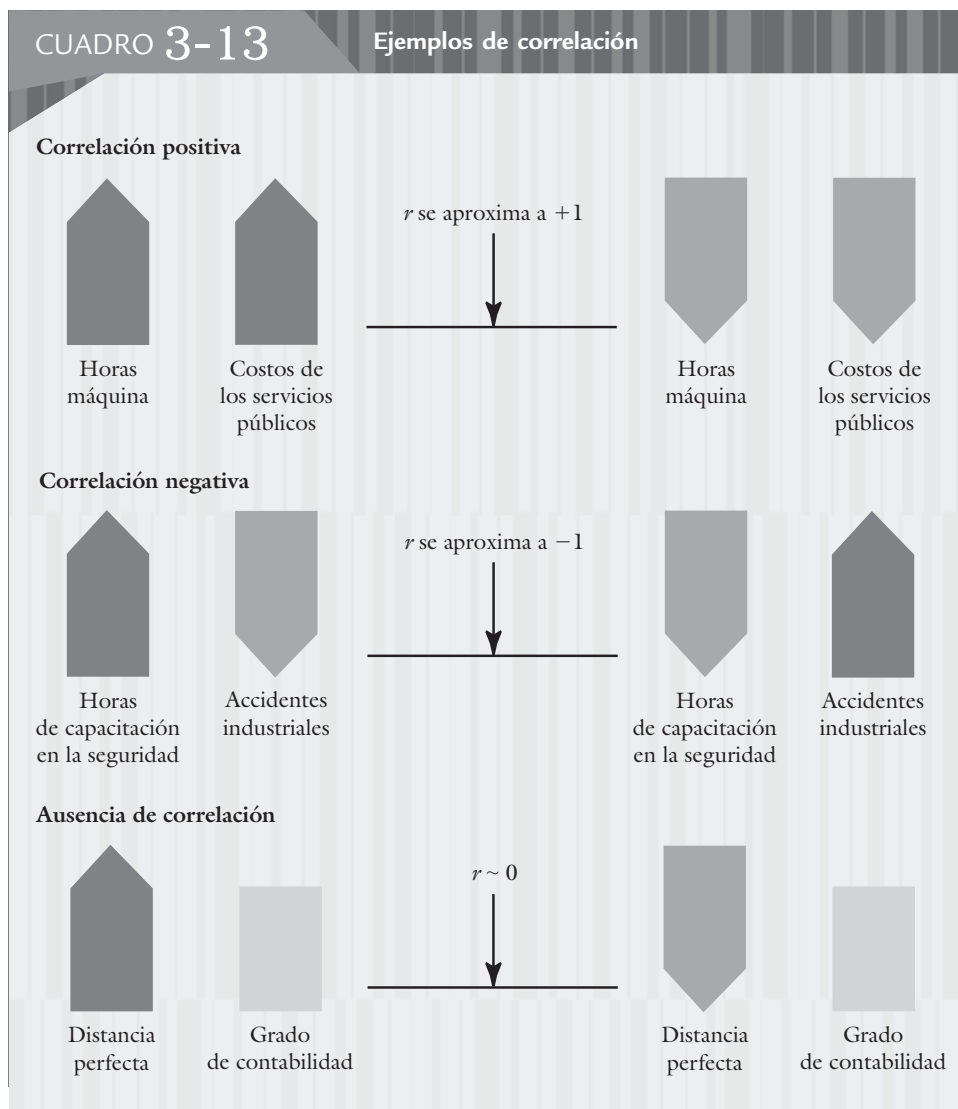 CUADRO 3-13
Ejemplos de correlación
Correlación positiva
r se aproxima a +1
Horas
máquina
Costos de
los servicios
públicos
Horas
máquina
Costos de
los servicios
públicos
Correlación negativa
r se aproxima a −1
Horas
de capacitación
en la seguridad
Accidentes
industriales
Horas
de capacitación
en la seguridad
Accidentes
industriales
Ausencia de correlación
r ~ 0
Distancia
perfecta
Grado
de contabilidad
Distancia
perfecta
Grado
de contabilidad